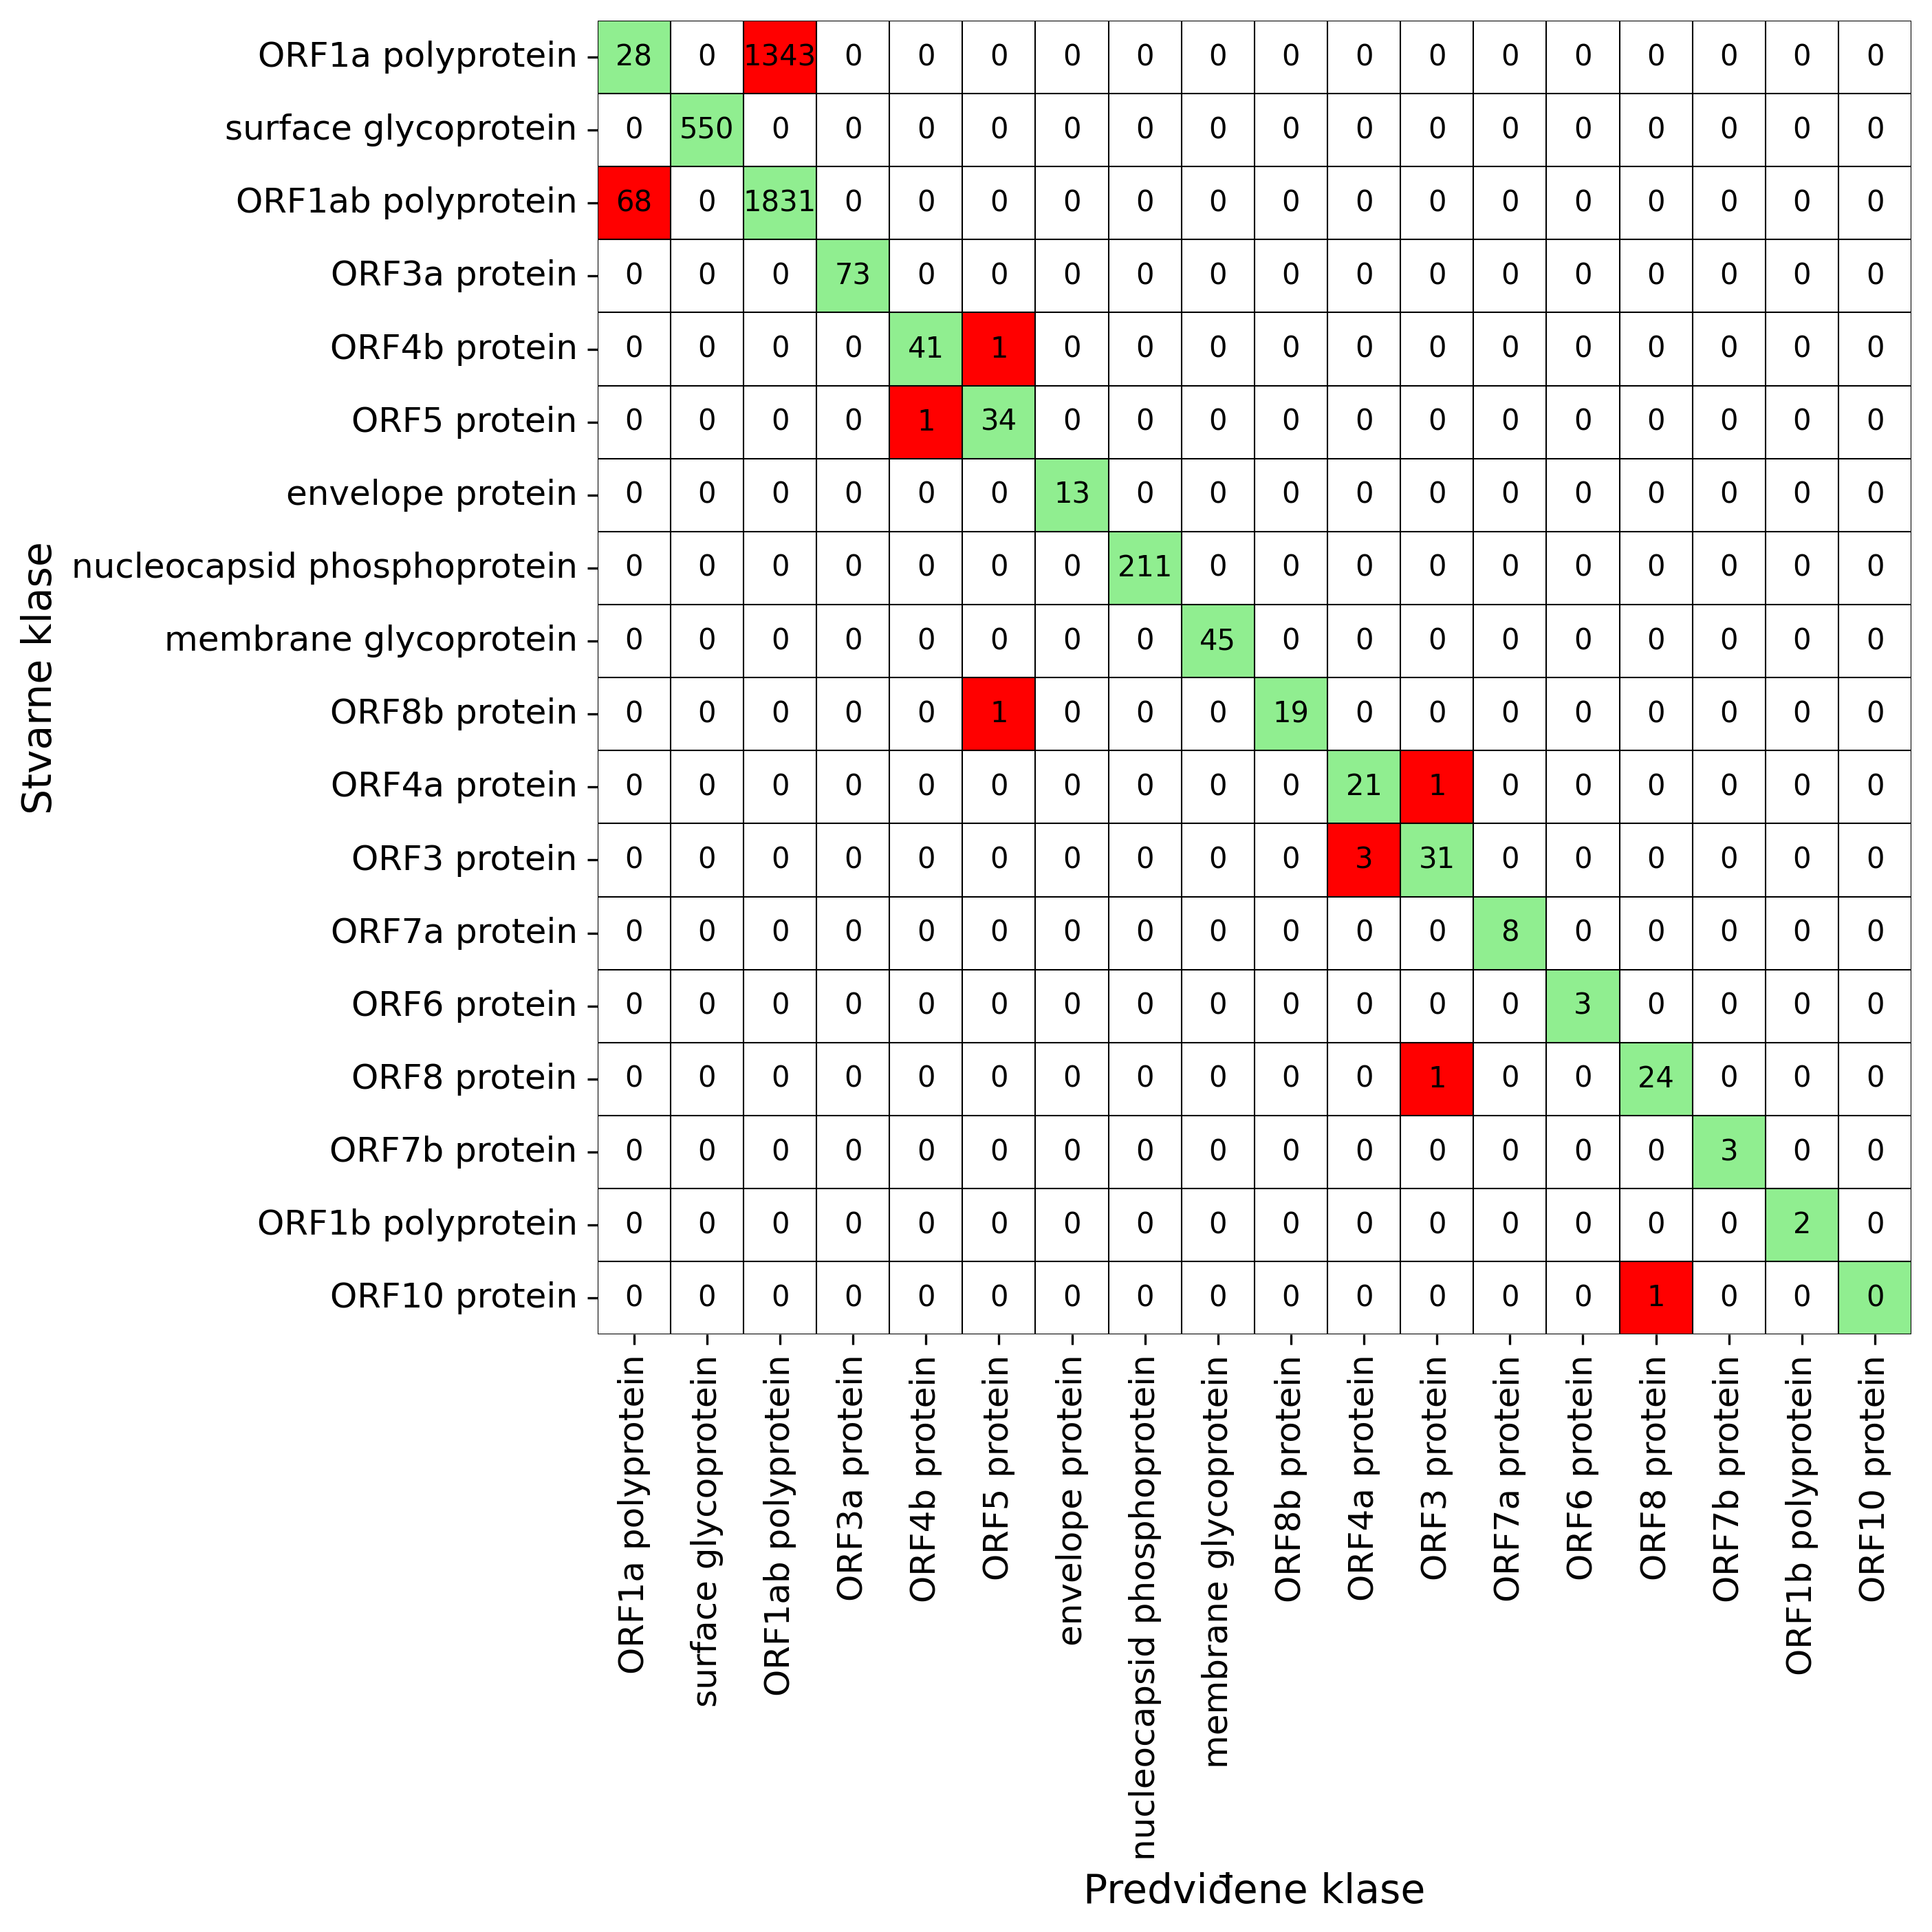 Stvarne klase
ORF1a polyprotein 28 0 1343 0 0 0 0 0 0 0 0 0 0 0 0 0 0 0
surface glycoprotein 0 550 0 0 0 0 0 0 0 0 0 0 0 0 0 0 0 0
ORF1ab polyprotein 68 0 1831 0 0 0 0 0 0 0 0 0 0 0 0 0 0 0
ORF3a protein 0 0 0 73 0 0 0 0 0 0 0 0 0 0 0 0 0 0
ORF4b protein 0 0 0 0 41 1 0 0 0 0 0 0 0 0 0 0 0 0
ORF5 protein 0 0 0 0 1 34 0 0 0 0 0 0 0 0 0 0 0 0
envelope protein 0 0 0 0 0 0 13 0 0 0 0 0 0 0 0 0 0 0
nucleocapsid phosphoprotein 0 0 0 0 0 0 0 211 0 0 0 0 0 0 0 0 0 0
membrane glycoprotein 0 0 0 0 0 0 0 0 45 0 0 0 0 0 0 0 0 0
ORF8b protein 0 0 0 0 0 1 0 0 0 19 0 0 0 0 0 0 0 0
ORF4a protein 0 0 0 0 0 0 0 0 0 0 21 1 0 0 0 0 0 0
ORF3 protein 0 0 0 0 0 0 0 0 0 0 3 31 0 0 0 0 0 0
ORF7a protein 0 0 0 0 0 0 0 0 0 0 0 0 8 0 0 0 0 0
ORF6 protein 0 0 0 0 0 0 0 0 0 0 0 0 0 3 0 0 0 0
ORF8 protein 0 0 0 0 0 0 0 0 0 0 0 1 0 0 24 0 0 0
ORF7b protein 0 0 0 0 0 0 0 0 0 0 0 0 0 0 0 3 0 0
ORF1b polyprotein 0 0 0 0 0 0 0 0 0 0 0 0 0 0 0 0 2 0
ORF10 protein 0 0 0 0 0 0 0 0 0 0 0 0 0 0 1 0 0 0
ORF1a polyprotein
surface glycoprotein
ORF1ab polyprotein
ORF3a protein
ORF4b protein
ORF5 protein
envelope protein
nucleocapsid phosphoprotein
membrane glycoprotein
ORF8b protein
ORF4a protein
ORF3 protein
ORF7a protein
ORF6 protein
ORF8 protein
ORF7b protein
ORF1b polyprotein
ORF10 protein
Predviđene klase